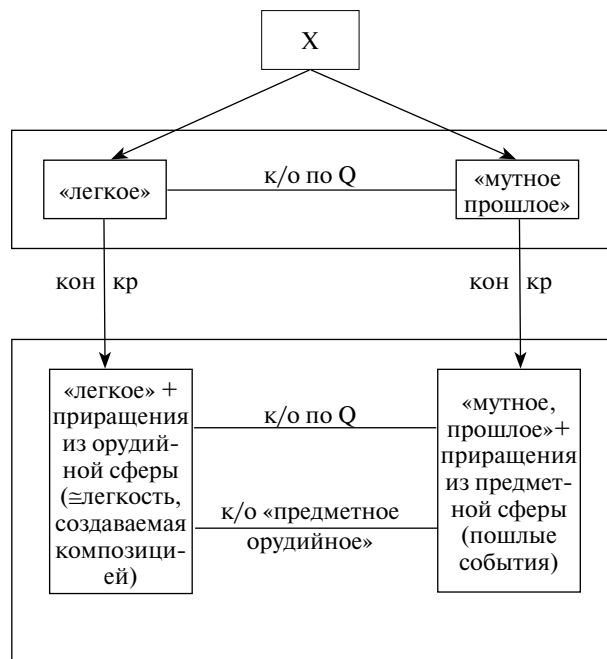 X
«легкое»
к/о по Q
«мутное
прошлое»
кон кр
кон кр
«легкое» +
приращения
из орудий-
ной сферы
(≅легкость,
создаваемая
композици-
ей)
к/о по Q
к/о «предметное
орудийное»
«мутное,
прошлое»+
приращения
из предмет-
ной сферы
(пошлые
события)